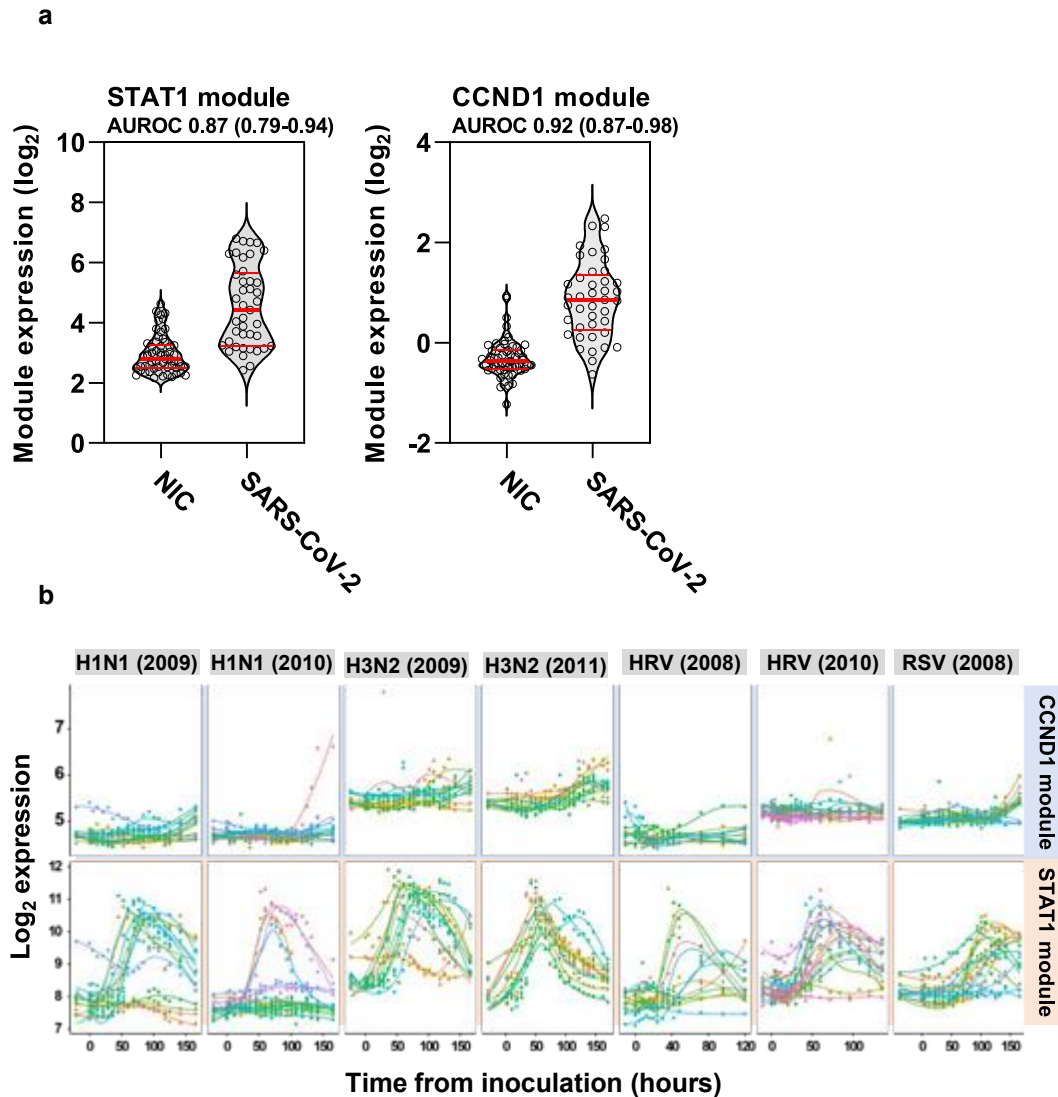 a
STAT1 module
AUROC 0.87 (0.79-0.94)
Module expression (log2)
10
8
6
4
2
0
NIC
SARS-CoV-2
CCND1 module
AUROC 0.92 (0.87-0.98)
Module expression (log2)
4
2
0
-2
NIC
SARS-CoV-2
b
H1N1 (2009) H1N1 (2010) H3N2 (2009) H3N2 (2011) HRV (2008) HRV (2010) RSV (2008)
Log2 expression
7
6
5
CCND1 module
12
11
10
9
8
7
STAT1 module
0 50 100 150 0 50 100 150 0 50 100 150 0 50 100 150 0 40 80 120 0 50 100 0 50 100 150
Time from inoculation (hours)